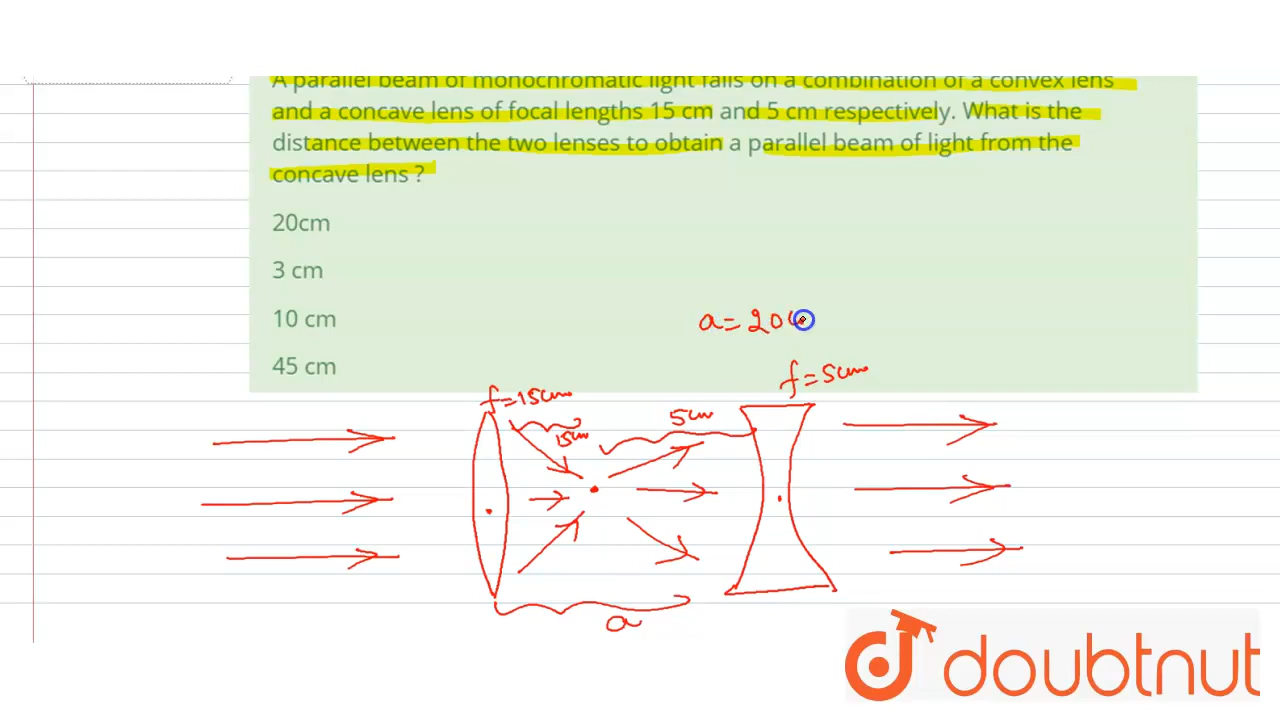 A parallel beam of monochromatic light falls on a combination of a convex lens
and a concave lens of focal lengths 15 cm and 5 cm respectively. What is the
distance between the two lenses to obtain a parallel beam of light from the
concave lens ?
20cm
3 cm
10 cm
a = 20c
45 cm
f = 5cm
f = 15cm
5cm
15cm
a
doubtnut